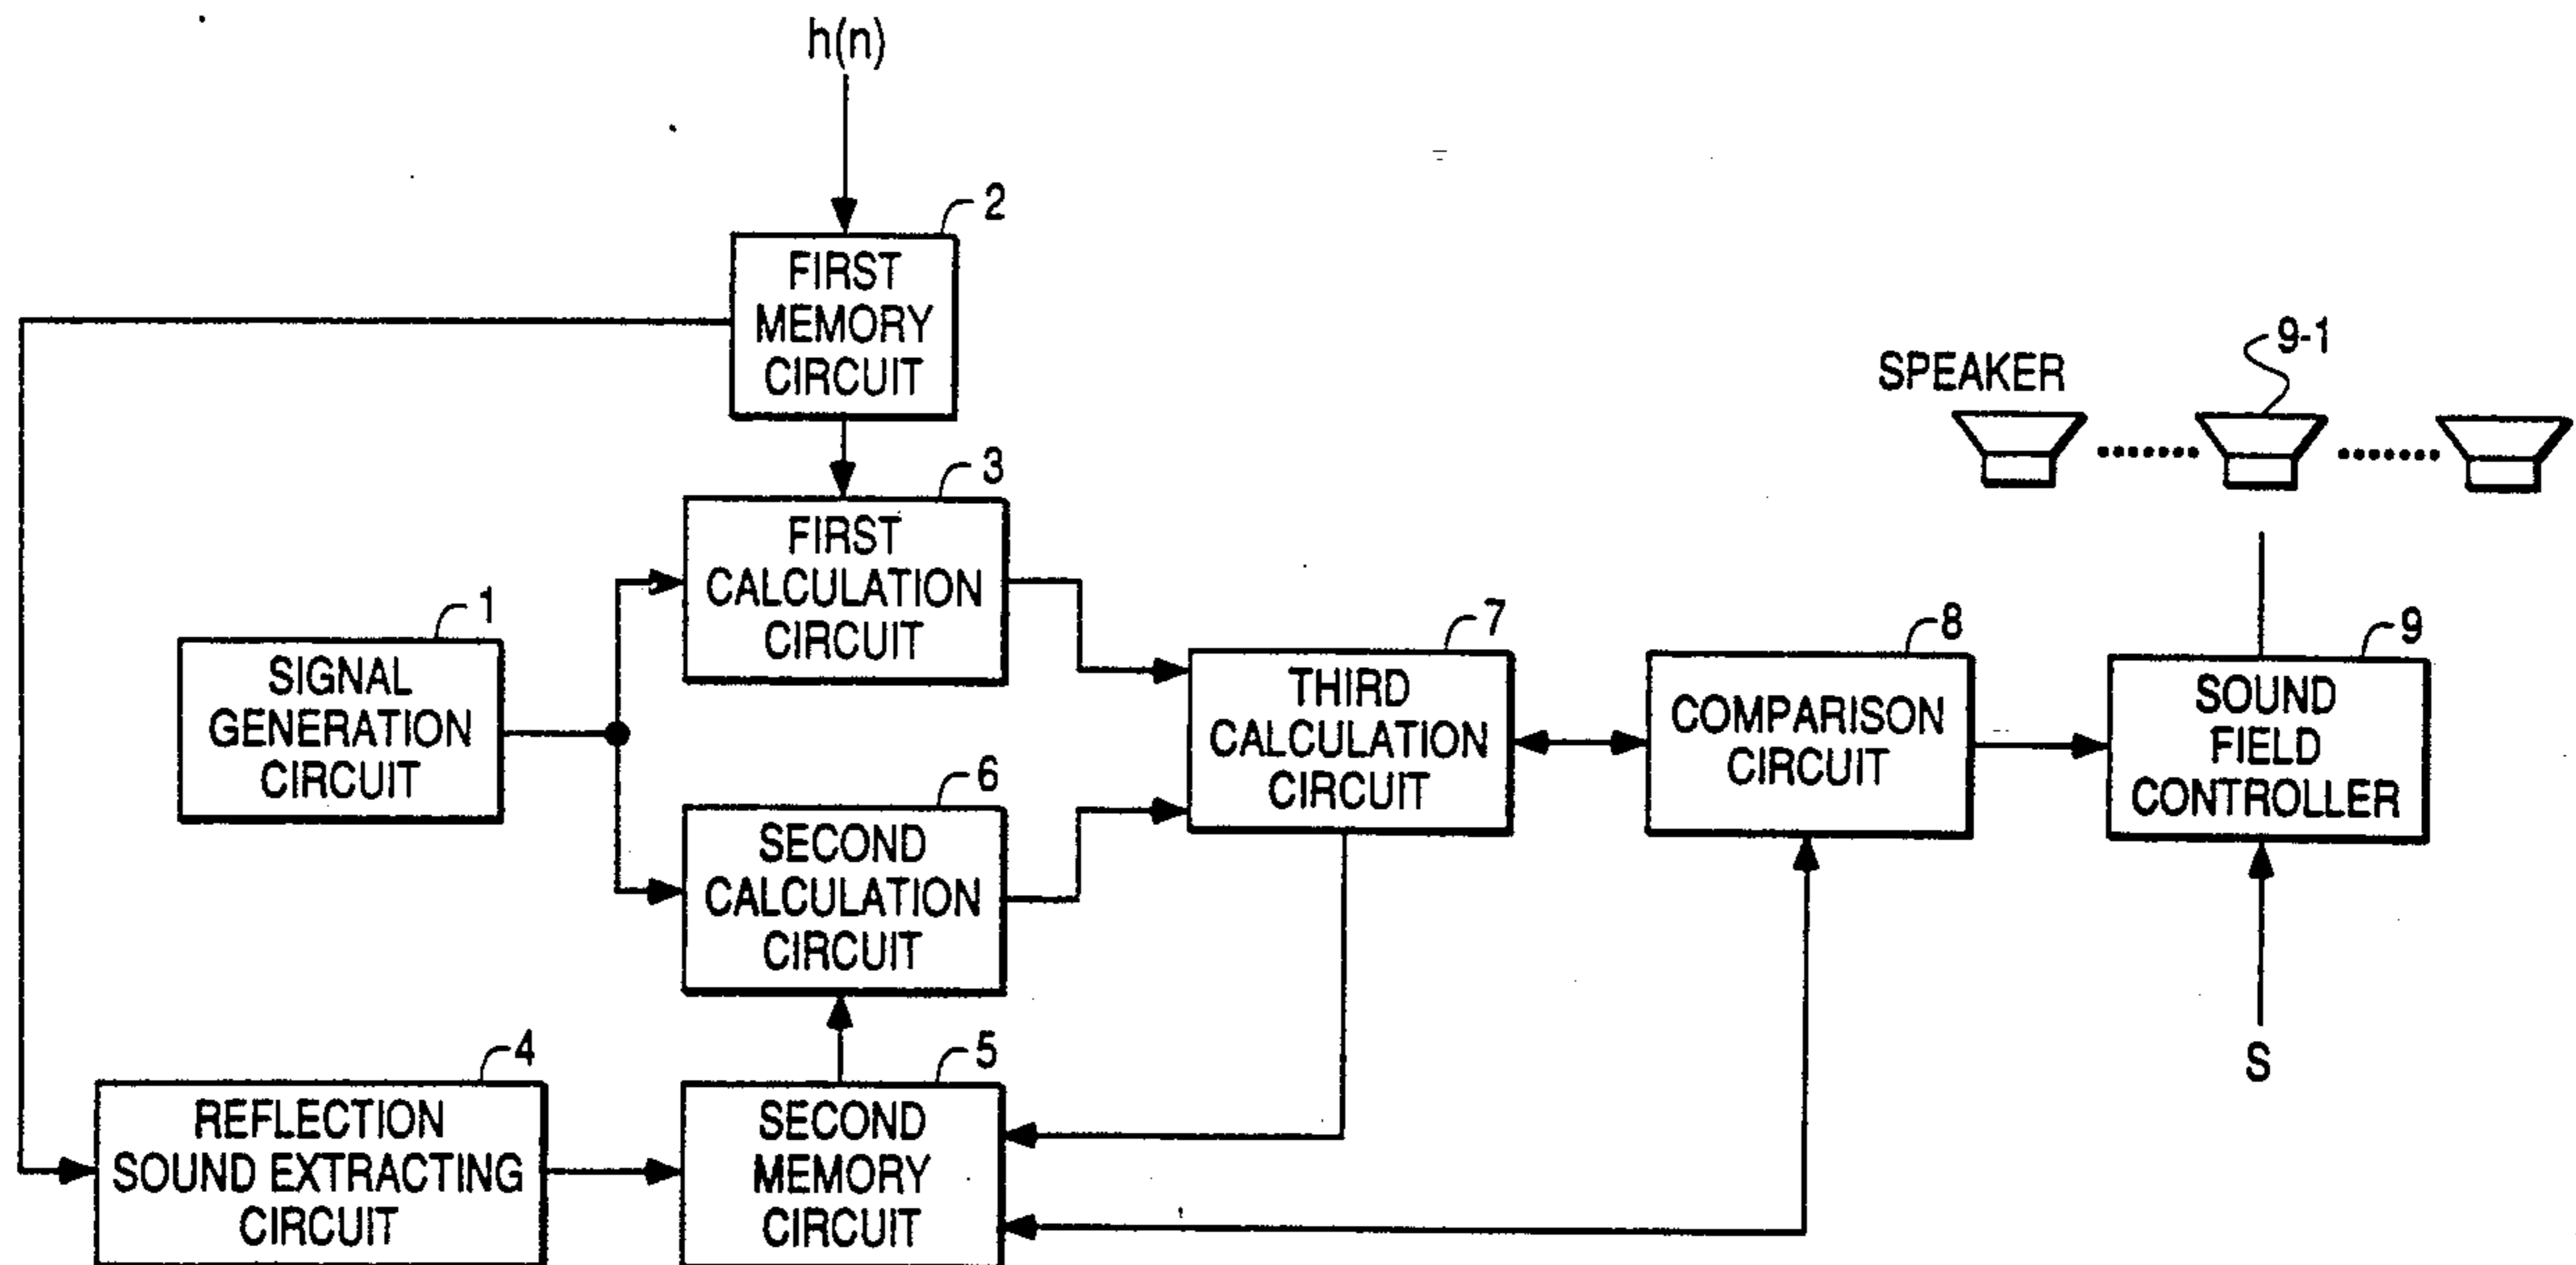 h(n)
2
FIRST
MEMORY
CIRCUIT
3
FIRST
CALCULATION
CIRCUIT
1
SIGNAL
GENERATION
CIRCUIT
6
SECOND
CALCULATION
CIRCUIT
4
REFLECTION
SOUND EXTRACTING
CIRCUIT
5
SECOND
MEMORY
CIRCUIT
7
THIRD
CALCULATION
CIRCUIT
8
COMPARISON
CIRCUIT
SPEAKER
9-1
9
SOUND
FIELD
CONTROLLER
S